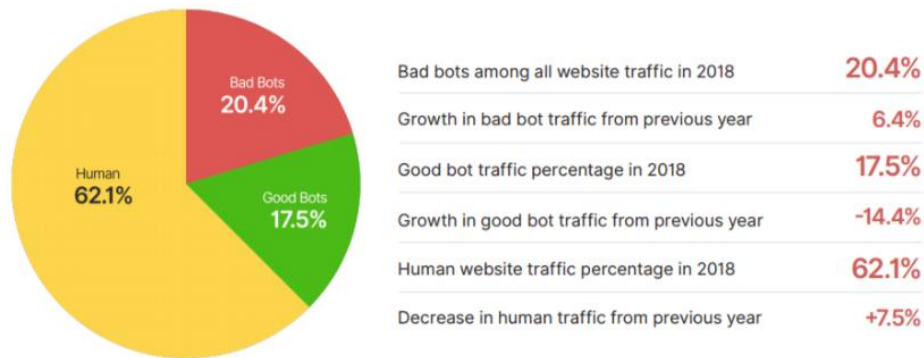 Bad Bots
20.4%
Human
62.1%
Good Bots
17.5%
Bad bots among all website traffic in 2018 20.4%
Growth in bad bot traffic from previous year 6.4%
Good bot traffic percentage in 2018 17.5%
Growth in good bot traffic from previous year -14.4%
Human website traffic percentage in 2018 62.1%
Decrease in human traffic from previous year +7.5%